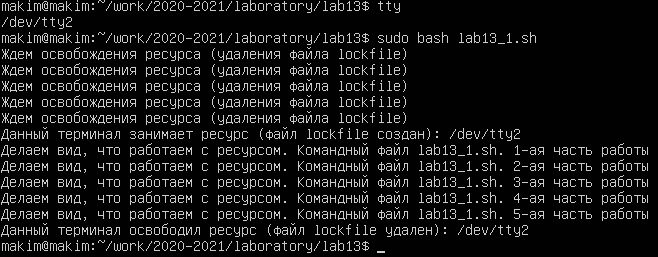 makim@makim:~/work/2020-2021/laboratory/lab13$ tty
/dev/tty2
makim@makim:~/work/2020-2021/laboratory/lab13$ sudo bash lab13_1.sh
Ждем освобождения ресурса (удаления файла lockfile)
Ждем освобождения ресурса (удаления файла lockfile)
Ждем освобождения ресурса (удаления файла lockfile)
Ждем освобождения ресурса (удаления файла lockfile)
Ждем освобождения ресурса (удаления файла lockfile)
Данный терминал занимает ресурс (файл lockfile создан): /dev/tty2
Делаем вид, что работаем с ресурсом. Командный файл lab13_1.sh. 1-ая часть работы
Делаем вид, что работаем с ресурсом. Командный файл lab13_1.sh. 2-ая часть работы
Делаем вид, что работаем с ресурсом. Командный файл lab13_1.sh. 3-ая часть работы
Делаем вид, что работаем с ресурсом. Командный файл lab13_1.sh. 4-ая часть работы
Делаем вид, что работаем с ресурсом. Командный файл lab13_1.sh. 5-ая часть работы
Данный терминал освободил ресурс (файл lockfile удален): /dev/tty2
makim@makim:~/work/2020-2021/laboratory/lab13$ _